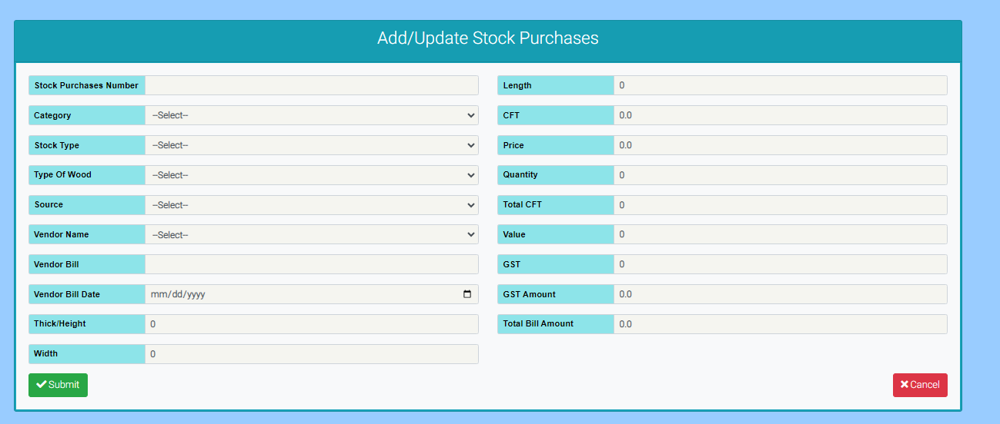 Add/Update Stock Purchases
Stock Purchases Number
Category --Select--
Stock Type --Select--
Type Of Wood --Select--
Source --Select--
Vendor Name --Select--
Vendor Bill
Vendor Bill Date mm/dd/yyyy
Thick/Height 0
Width 0
Length 0
CFT 0.0
Price 0.0
Quantity 0
Total CFT 0
Value 0
GST 0
GST Amount 0.0
Total Bill Amount 0.0
Submit
Cancel